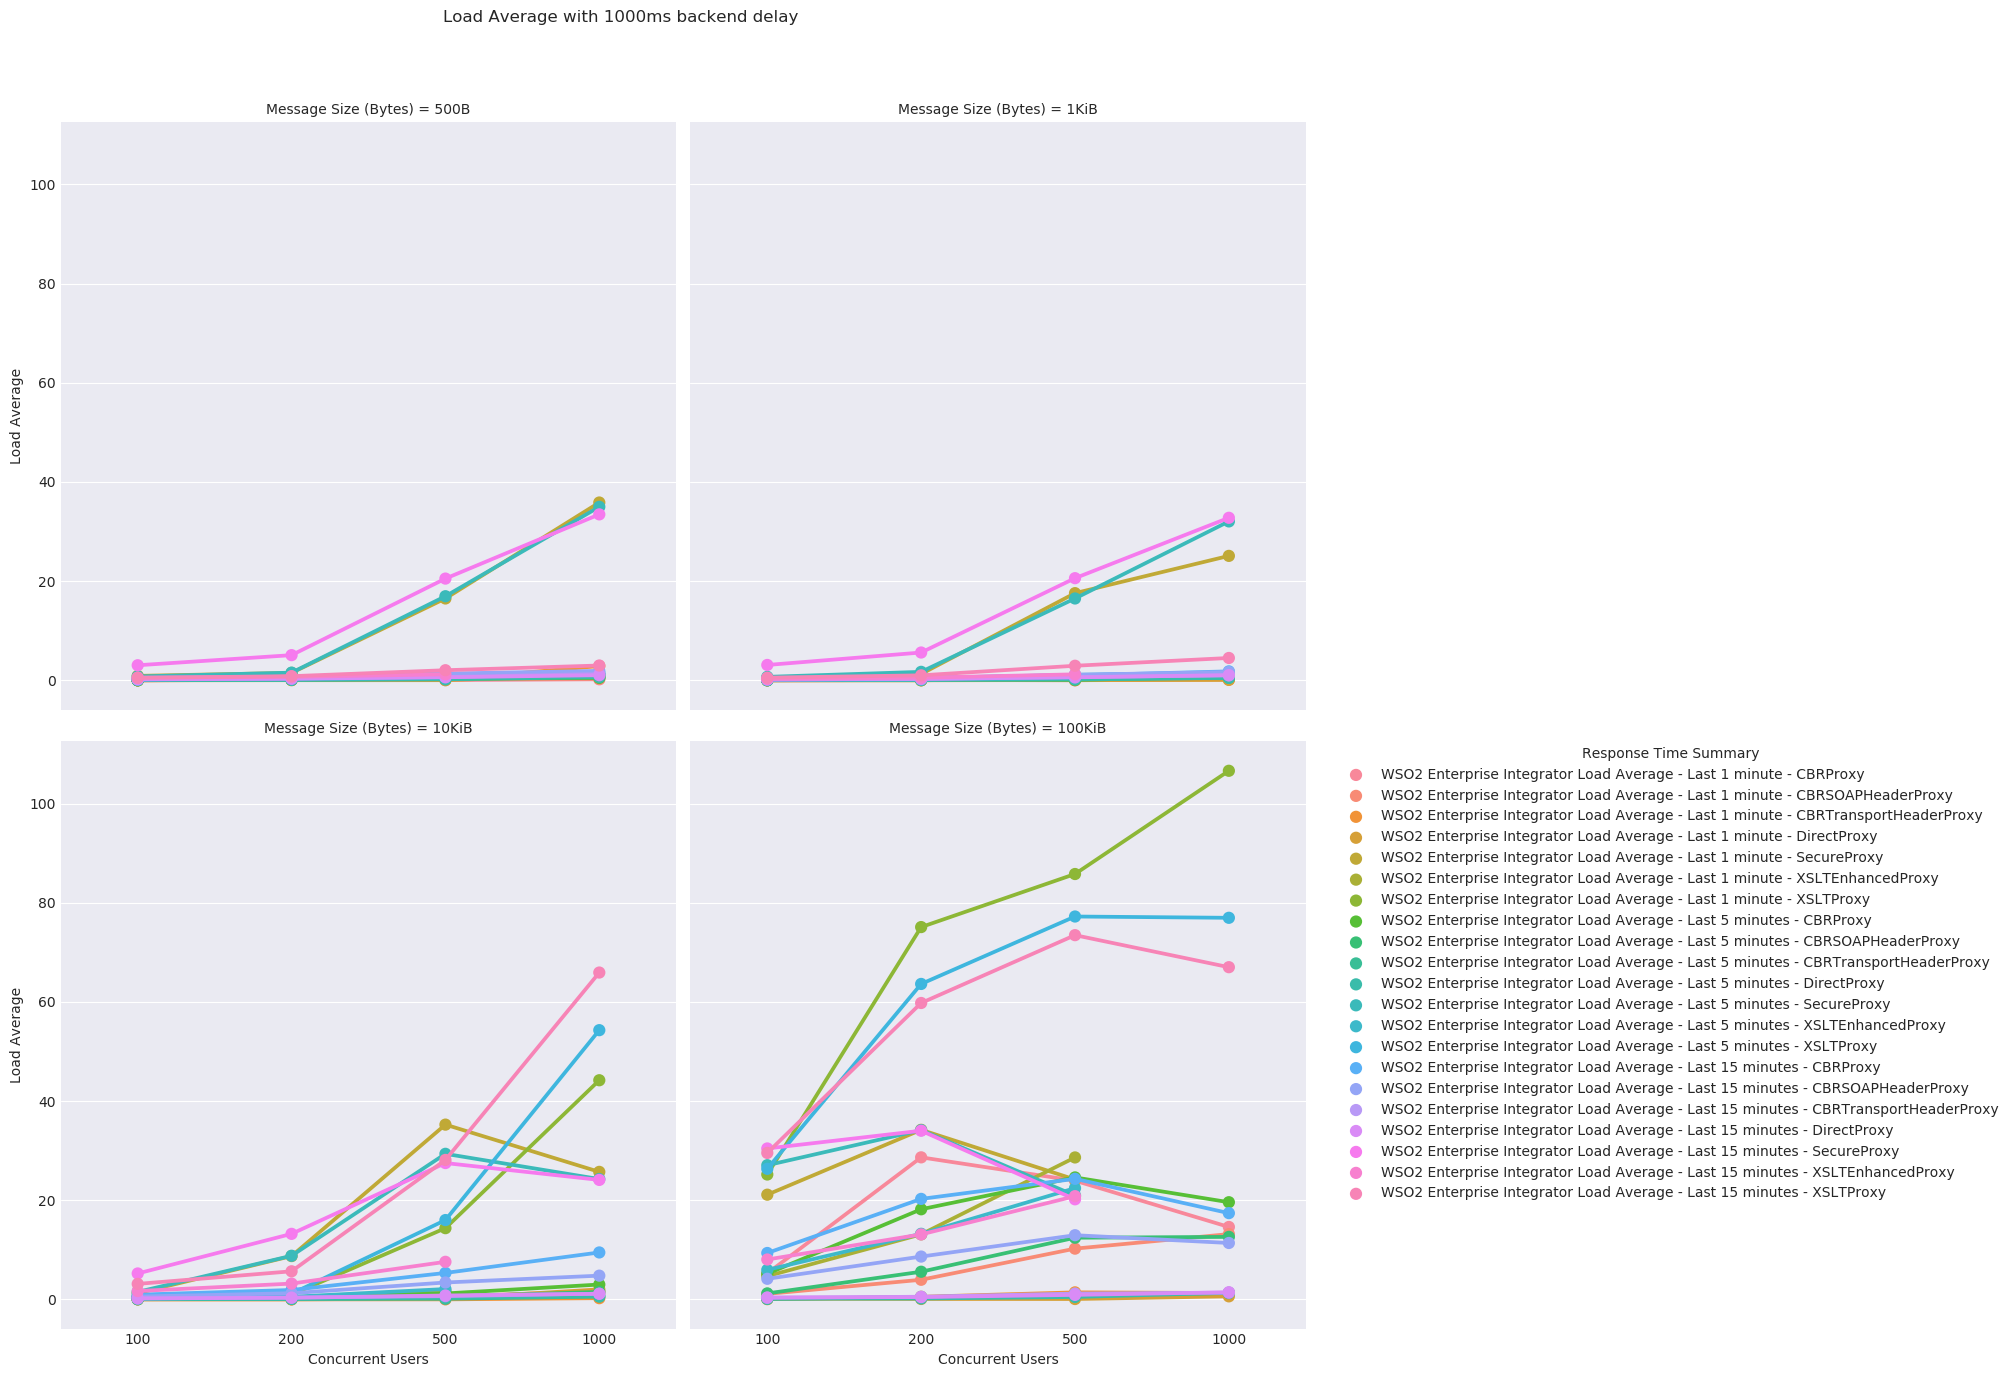 Load Average with 1000ms backend delay
Message Size (Bytes) = 500B
Message Size (Bytes) = 1KiB
100
80
60
40
20
0
Load Average
Message Size (Bytes) = 10KiB
Message Size (Bytes) = 100KiB
100
80
60
40
20
0
Load Average
100 200 500 1000
100 200 500 1000
Concurrent Users
Concurrent Users
Response Time Summary
WSO2 Enterprise Integrator Load Average - Last 1 minute - CBRProxy
WSO2 Enterprise Integrator Load Average - Last 1 minute - CBRSOAPHeaderProxy
WSO2 Enterprise Integrator Load Average - Last 1 minute - CBRTransportHeaderProxy
WSO2 Enterprise Integrator Load Average - Last 1 minute - DirectProxy
WSO2 Enterprise Integrator Load Average - Last 1 minute - SecureProxy
WSO2 Enterprise Integrator Load Average - Last 1 minute - XSLTEnhancedProxy
WSO2 Enterprise Integrator Load Average - Last 1 minute - XSLTProxy
WSO2 Enterprise Integrator Load Average - Last 5 minutes - CBRProxy
WSO2 Enterprise Integrator Load Average - Last 5 minutes - CBRSOAPHeaderProxy
WSO2 Enterprise Integrator Load Average - Last 5 minutes - CBRTransportHeaderProxy
WSO2 Enterprise Integrator Load Average - Last 5 minutes - DirectProxy
WSO2 Enterprise Integrator Load Average - Last 5 minutes - SecureProxy
WSO2 Enterprise Integrator Load Average - Last 5 minutes - XSLTEnhancedProxy
WSO2 Enterprise Integrator Load Average - Last 5 minutes - XSLTProxy
WSO2 Enterprise Integrator Load Average - Last 15 minutes - CBRProxy
WSO2 Enterprise Integrator Load Average - Last 15 minutes - CBRSOAPHeaderProxy
WSO2 Enterprise Integrator Load Average - Last 15 minutes - CBRTransportHeaderProxy
WSO2 Enterprise Integrator Load Average - Last 15 minutes - DirectProxy
WSO2 Enterprise Integrator Load Average - Last 15 minutes - SecureProxy
WSO2 Enterprise Integrator Load Average - Last 15 minutes - XSLTEnhancedProxy
WSO2 Enterprise Integrator Load Average - Last 15 minutes - XSLTProxy